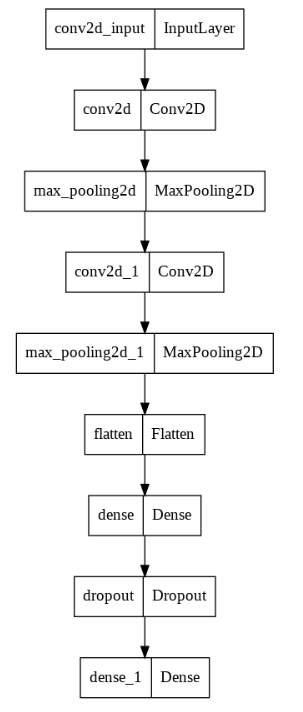 conv2d_input InputLayer
conv2d Conv2D
max_pooling2d MaxPooling2D
conv2d_1 Conv2D
max_pooling2d_1 MaxPooling2D
flatten Flatten
dense Dense
dropout Dropout
dense_1 Dense